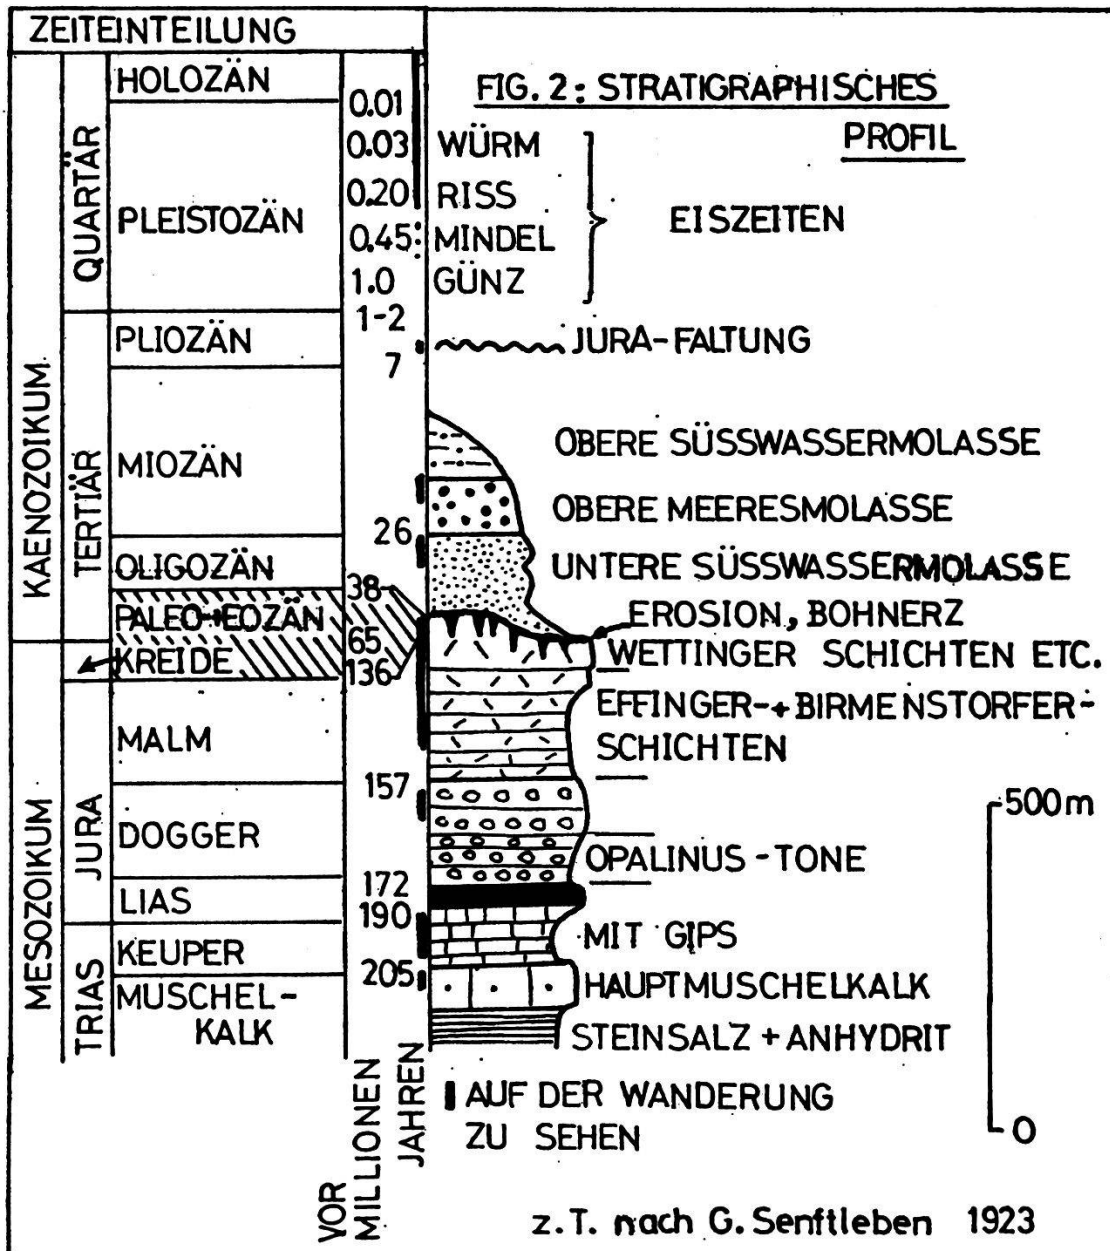 ZEITEINTEILUNG
FIG. 2: STRATIGRAPHISCHES
PROFIL
KAENOZOIKUM
MESOZOIKUM
QUARTÄR
TERTIÄR
JURA
TRIAS
HOLOZÄN
0.01
0.03 WÜRM
0.20 RISS
PLEISTOZÄN
EISZEITEN
0.45 MINDEL
1.0 GÜNZ
1-2
PLIOZÄN
JURA-FALTUNG
7
OBERE SÜSSWASSERMOLASSE
MIOZÄN
OBERE MEERESMOLASSE
26
OLIGOZÄN
UNTERE SÜSSWASSERMOLASSE
38
PALEO-+EOZÄN
EROSION, BOHNERZ
65
KREIDE
WETTINGER SCHICHTEN ETC.
136
EFFINGER-+BIRMENSTORFER-
SCHICHTEN
MALM
157
500m
DOGGER
OPALINUS-TONE
172
LIAS
190
MIT GIPS
KEUPER
205
HAUPTMUSCHELKALK
MUSCHEL-
KALK
STEINSALZ + ANHYDRIT
VOR
MILLIONEN
JAHREN
AUF DER WANDERUNG
ZU SEHEN
0
z.T. nach G. Senftleben 1923